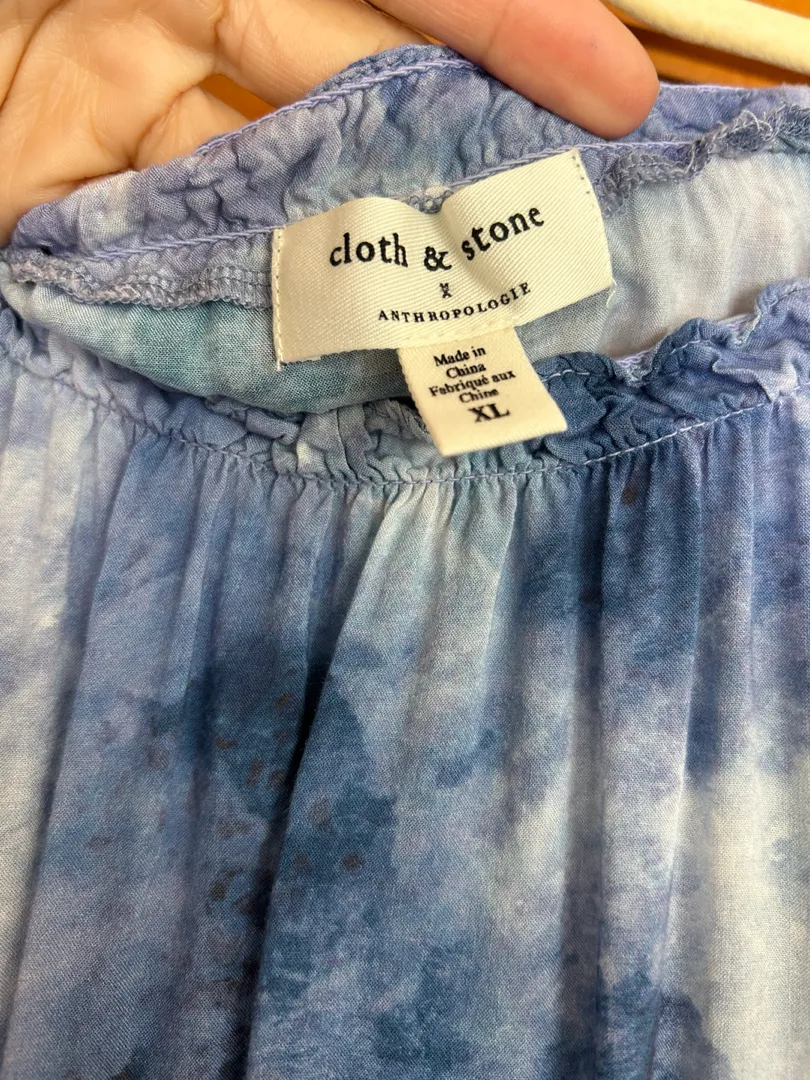 cloth & stone
X
ANTHROPOLOGIE
Made in
China
Fabriqué aux
Chine
XL